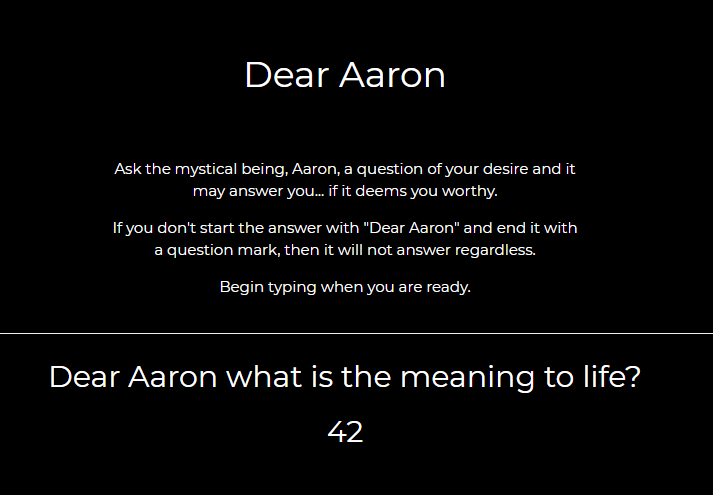 Dear Aaron
Ask the mystical being, Aaron, a question of your desire and it
may answer you... if it deems you worthy.
If you don't start the answer with "Dear Aaron" and end it with
a question mark, then it will not answer regardless.
Begin typing when you are ready.
Dear Aaron what is the meaning to life?
42